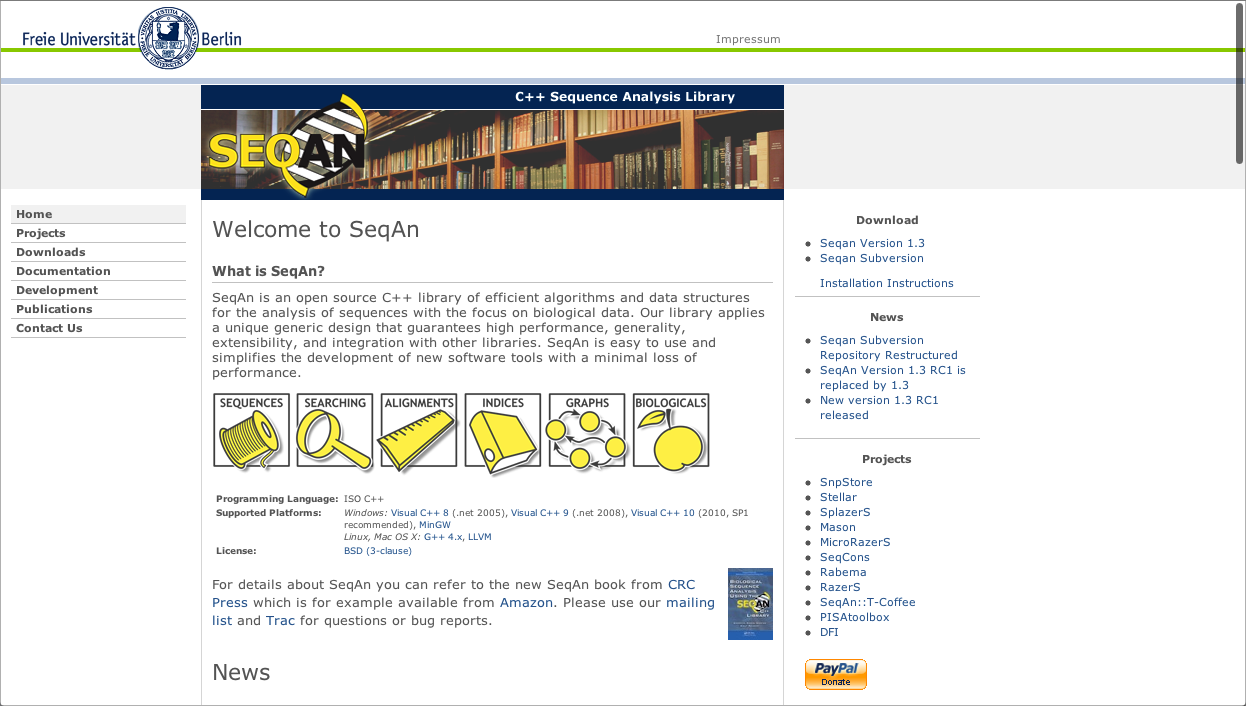 Freie Universität Berlin
Impressum
C++ Sequence Analysis Library
SEQAN
Home
Projects
Downloads
Documentation
Development
Publications
Contact Us
Welcome to SeqAn
What is SeqAn?
SeqAn is an open source C++ library of efficient algorithms and data structures
for the analysis of sequences with the focus on biological data. Our library applies
a unique generic design that guarantees high performance, generality,
extensibility, and integration with other libraries. SeqAn is easy to use and
simplifies the development of new software tools with a minimal loss of
performance.
SEQUENCES SEARCHING ALIGNMENTS INDICES GRAPHS BIOLOGICALS
Programming Language: ISO C++
Supported Platforms: Windows: Visual C++ 8 (.net 2005), Visual C++ 9 (.net 2008), Visual C++ 10 (2010, SP1
recommended), MinGW
Linux, Mac OS X: G++ 4.x, LLVM
License: BSD (3-clause)
For details about SeqAn you can refer to the new SeqAn book from CRC
Press which is for example available from Amazon. Please use our mailing
list and Trac for questions or bug reports.
BIOLOGICAL
SEQUENCE
ANALYSIS
USING THE
SEQAN
C++
LIBRARY
News
Download
Seqan Version 1.3
Seqan Subversion
Installation Instructions
News
Seqan Subversion
Repository Restructured
SeqAn Version 1.3 RC1 is
replaced by 1.3
New version 1.3 RC1
released
Projects
SnpStore
Stellar
SplazerS
Mason
MicroRazerS
SeqCons
Rabema
RazerS
SeqAn::T-Coffee
PISAtoolbox
DFI
PayPal
Donate